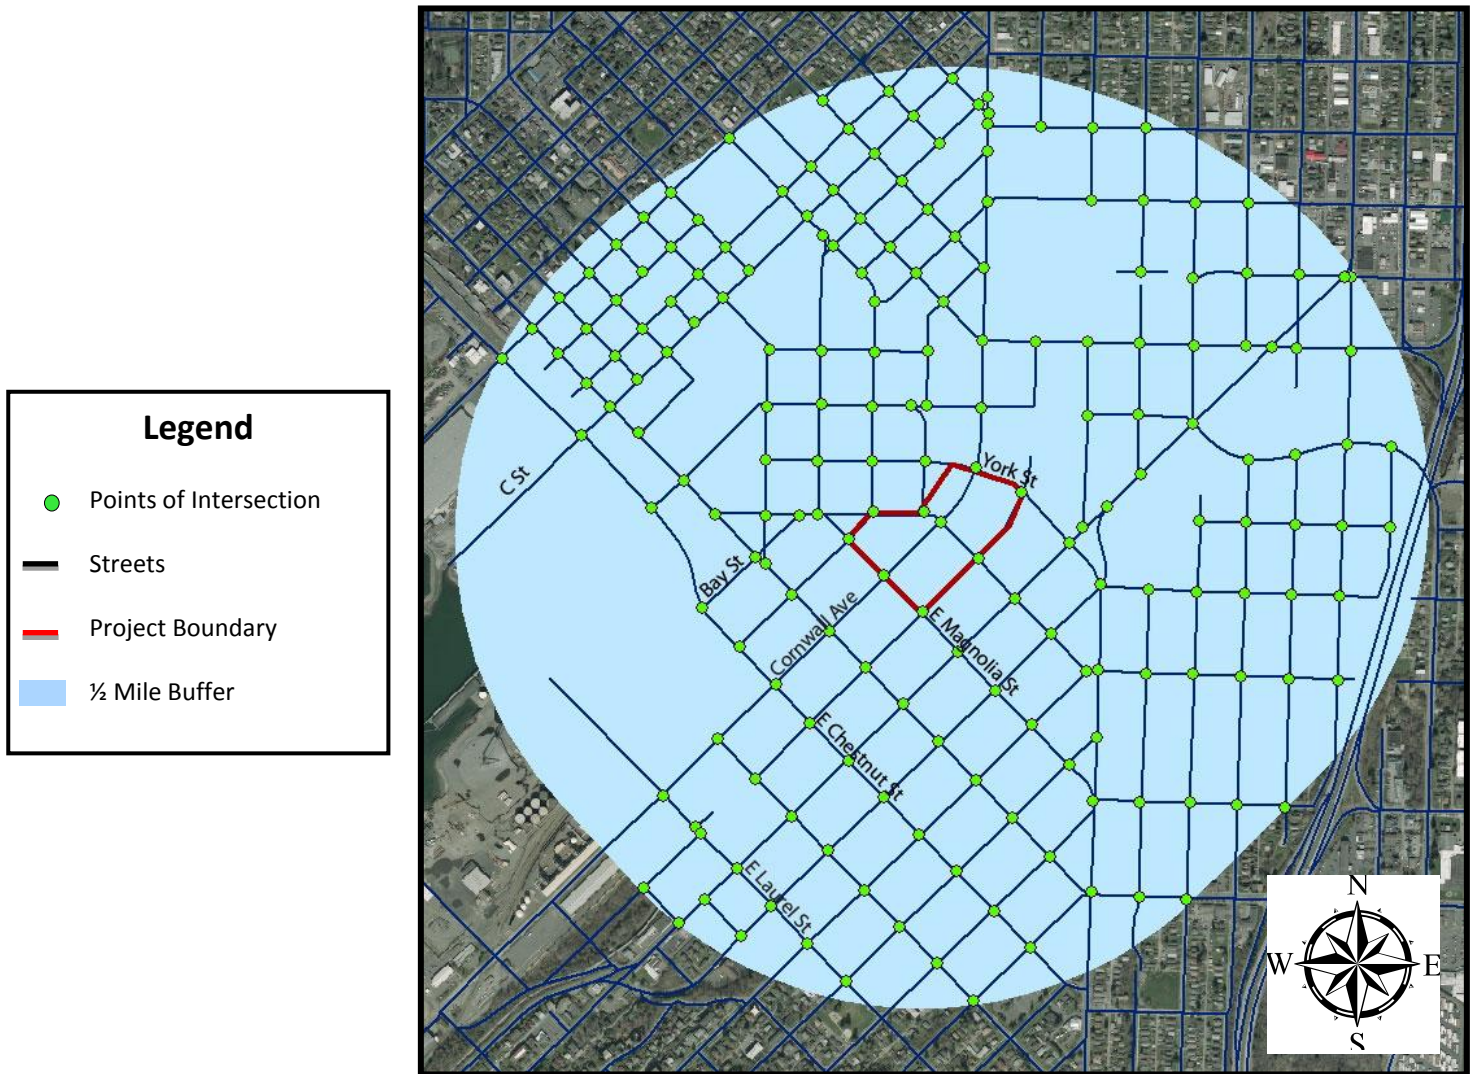 Legend
Points of Intersection
Streets
Project Boundary
½ Mile Buffer
York St
C St
Bay St
Cornwall Ave
E Magnolia St
E Chestnut St
E Laurel St
N
W
E
S